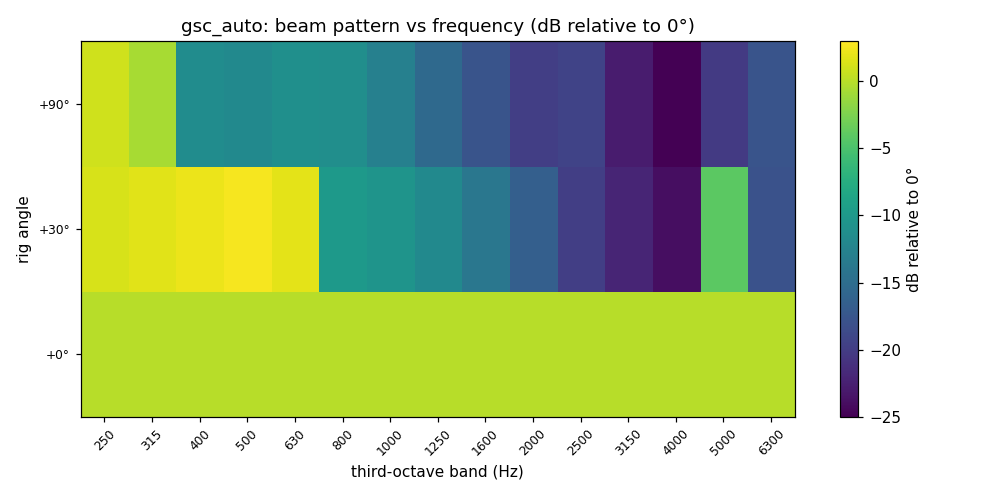 gsc_auto: beam pattern vs frequency (dB relative to 0°)
+90°
+30°
+0°
rig angle
250 315 400 500 630 800 1000 1250 1600 2000 2500 3150 4000 5000 6300
third-octave band (Hz)
0
−5
−10
−15
−20
−25
dB relative to 0°